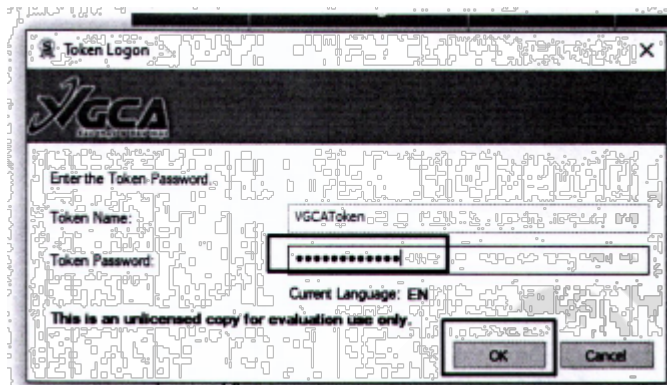 Token Logon
VGCA
Enter the Token Password.
Token Name: VGCAToken
Token Password: ••••••••••••
Current Language: EN
This is an unlicensed copy for evaluation use only.
OK Cancel